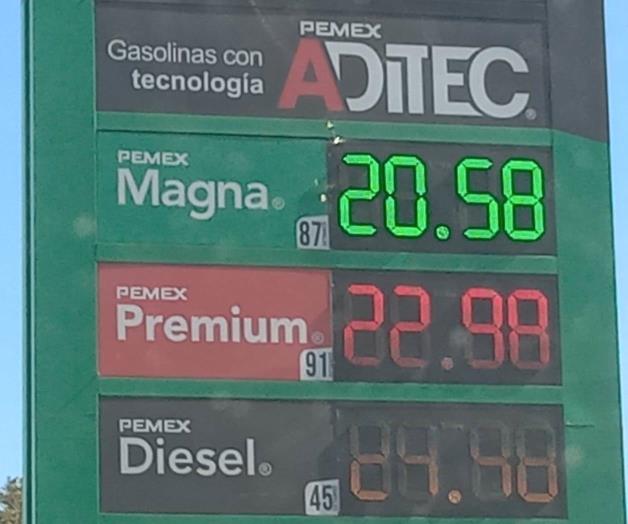 PEMEX
Gasolinas con
tecnología
ADITEC®
PEMEX
Magna®
87
20.58
PEMEX
Premium®
91
22.98
PEMEX
Diesel®
45